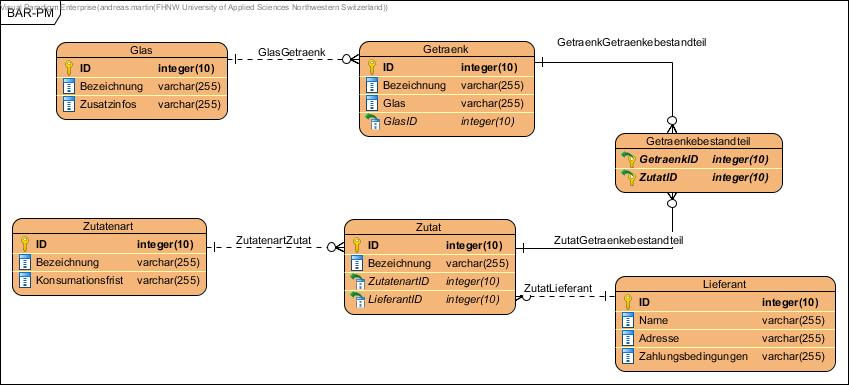 Visual Paradigm Enterprise(andreas.martin(FHNW University of Applied Sciences Northwestern Switzerland))
BAR-PM
Glas
ID integer(10)
Bezeichnung varchar(255)
Zusatzinfos varchar(255)
GlasGetraenk
Getraenk
ID integer(10)
Bezeichnung varchar(255)
Glas varchar(255)
GlasID integer(10)
GetraenkGetraenkebestandteil
Getraenkebestandteil
GetraenkID integer(10)
ZutatID integer(10)
Zutatenart
ID integer(10)
Bezeichnung varchar(255)
Konsumationsfrist varchar(255)
ZutatenartZutat
Zutat
ID integer(10)
Bezeichnung varchar(255)
ZutatenartID integer(10)
LieferantID integer(10)
ZutatGetraenkebestandteil
ZutatLieferant
Lieferant
ID integer(10)
Name varchar(255)
Adresse varchar(255)
Zahlungsbedingungen varchar(255)